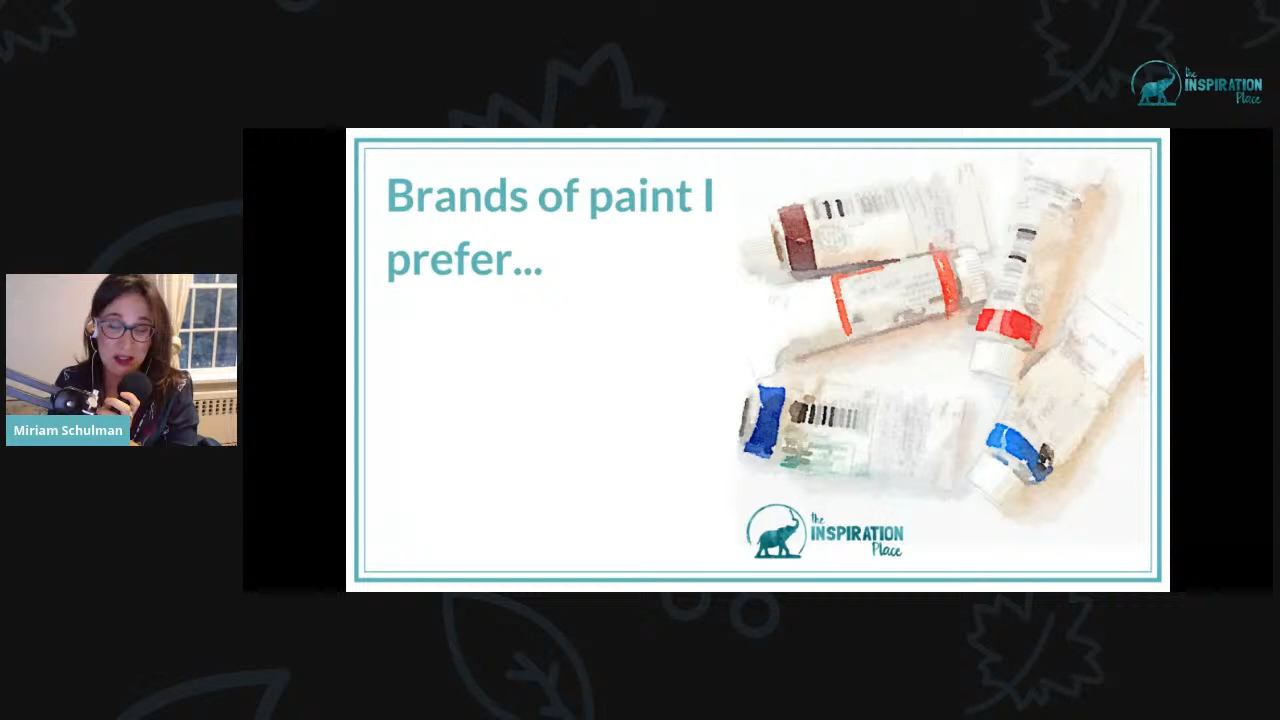 the
INSPIRATION
Place
Brands of paint I
prefer...
Miriam Schulman
the
INSPIRATION
Place